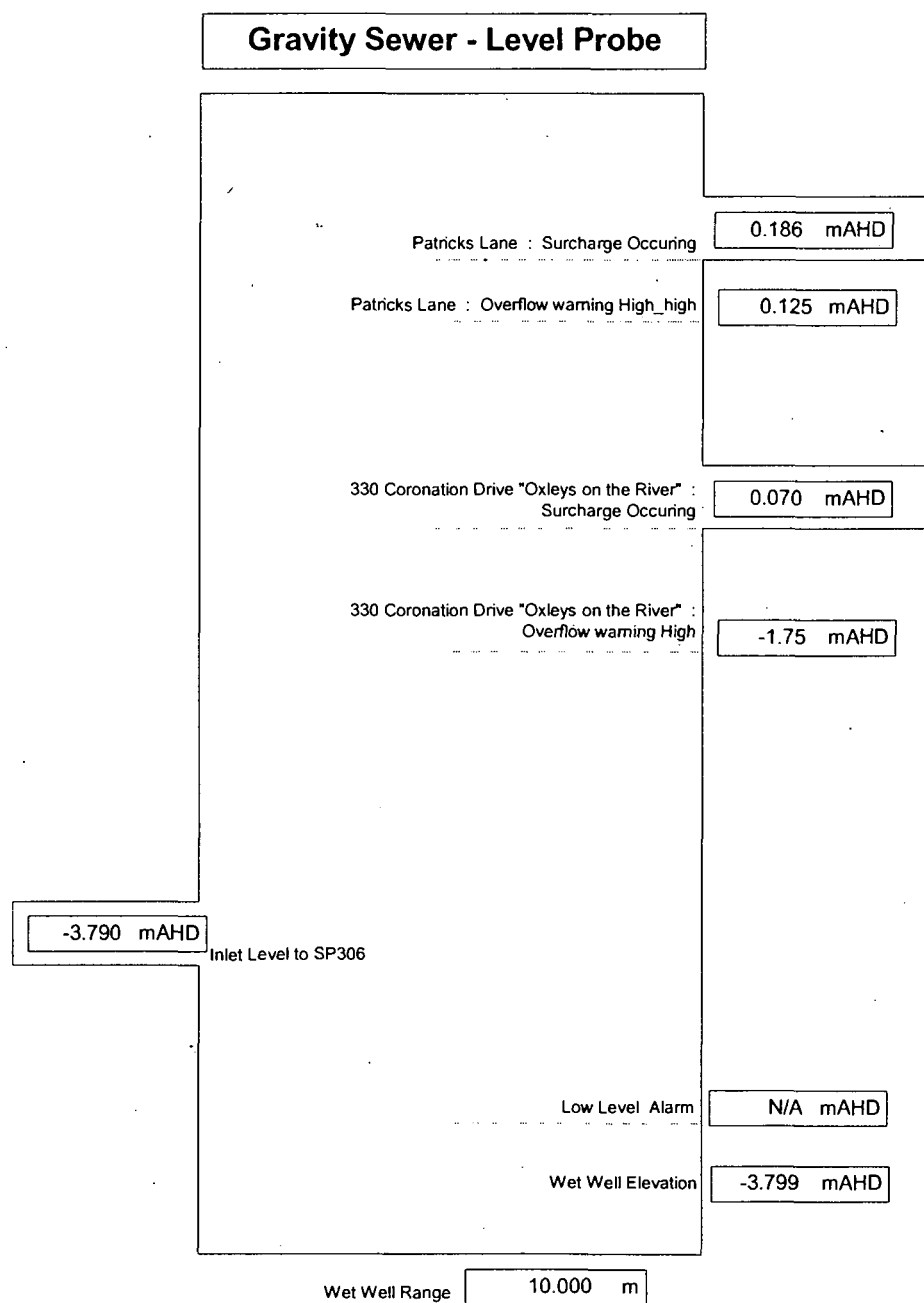 Gravity Sewer - Level Probe
Patricks Lane : Surcharge Occuring
0.186 mAHD
Patricks Lane : Overflow warning High_high
0.125 mAHD
330 Coronation Drive "Oxleys on the River" :
Surcharge Occuring
0.070 mAHD
330 Coronation Drive "Oxleys on the River" :
Overflow warning High
-1.75 mAHD
-3.790 mAHD
Inlet Level to SP306
Low Level Alarm
N/A mAHD
Wet Well Elevation
-3.799 mAHD
Wet Well Range
10.000 m